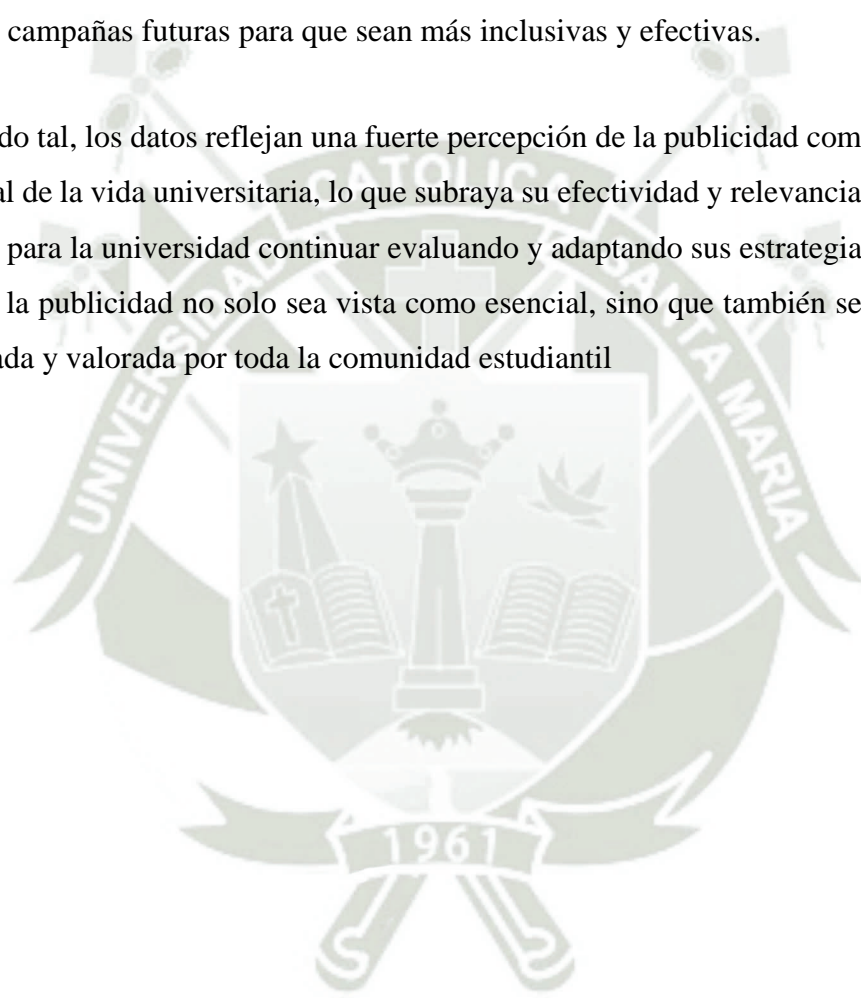 campañas futuras para que sean más inclusivas y efectivas.
do tal, los datos reflejan una fuerte percepción de la publicidad com
al de la vida universitaria, lo que subraya su efectividad y relevancia
para la universidad continuar evaluando y adaptando sus estrategia
la publicidad no solo sea vista como esencial, sino que también se
ada y valorada por toda la comunidad estudiantil
UNIVERSIDAD CATOLICA SANTA MARIA
1961